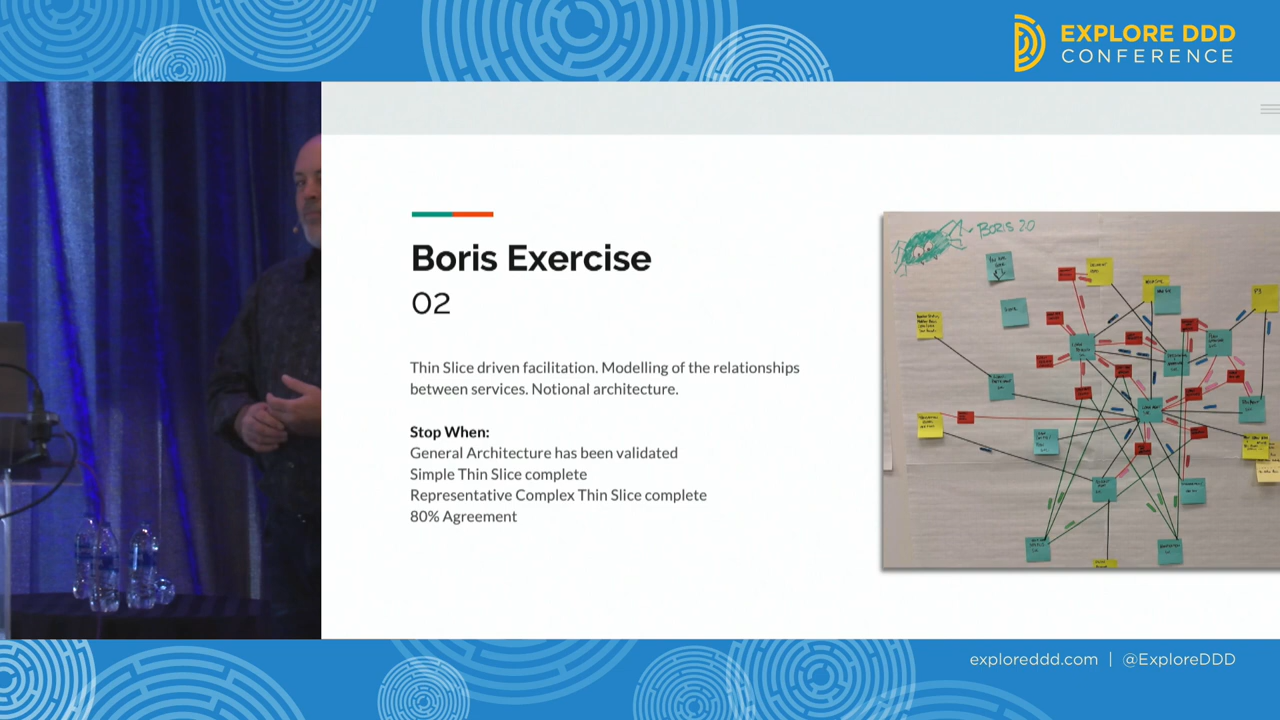 EXPLORE DDD
CONFERENCE
Boris Exercise
02
Thin Slice driven facilitation. Modelling of the relationships
between services. Notional architecture.
Stop When:
General Architecture has been validated
Simple Thin Slice complete
Representative Complex Thin Slice complete
80% Agreement
BORIS 2.0
exploreddd.com | @ExploreDDD